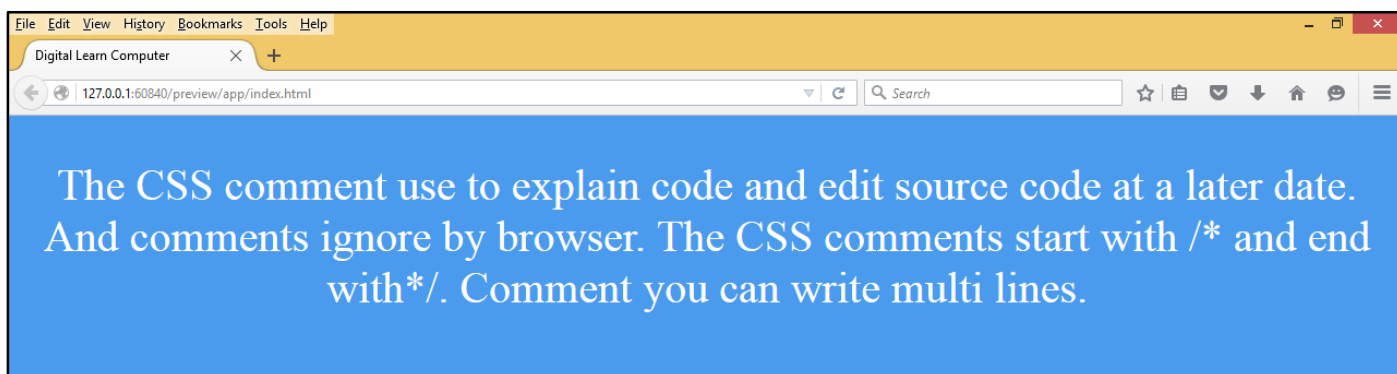 File Edit View History Bookmarks Tools Help
Digital Learn Computer
127.0.0.1:60840/preview/app/index.html Search
The CSS comment use to explain code and edit source code at a later date.
And comments ignore by browser. The CSS comments start with /* and end
with*/. Comment you can write multi lines.